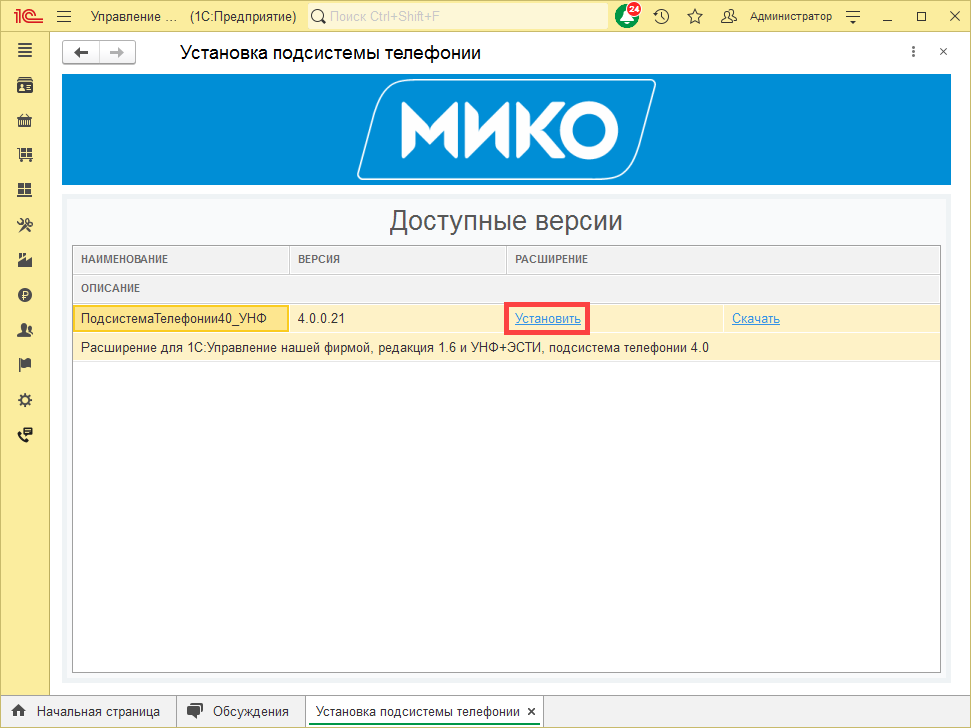 1С Управление ... (1С:Предприятие) Поиск Ctrl+Shift+F 24 Администратор
Установка подсистемы телефонии
МИКО
Доступные версии
НАИМЕНОВАНИЕ ВЕРСИЯ РАСШИРЕНИЕ
ОПИСАНИЕ
ПодсистемаТелефонии40_УНФ 4.0.0.21 Установить Скачать
Расширение для 1С:Управление нашей фирмой, редакция 1.6 и УНФ+ЭСТИ, подсистема телефонии 4.0
Начальная страница Обсуждения Установка подсистемы телефонии